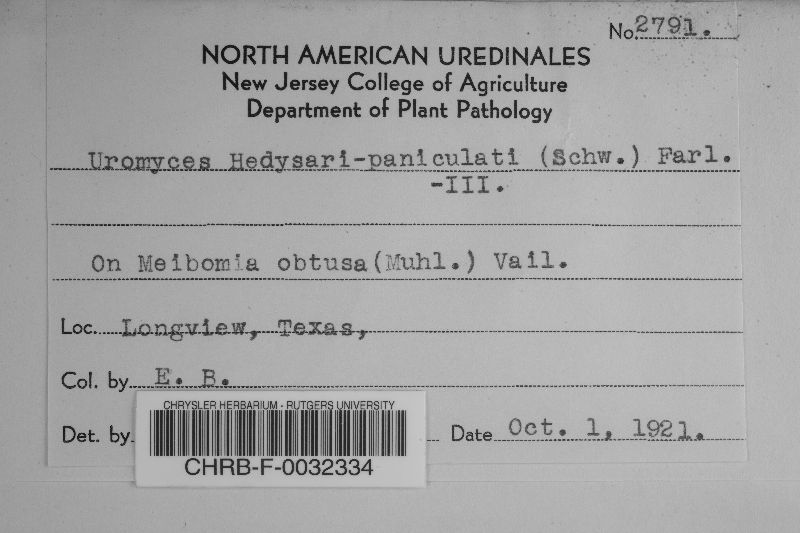 No. 2791.
NORTH AMERICAN UREDINALES
New Jersey College of Agriculture
Department of Plant Pathology
Uromyces Hedysari-paniculati (Schw.) Farl.
-III.
On Meibomia obtusa (Muhl.) Vail.
Loc. Longview, Texas,
Col. by E. B.
CHRYSLER HERBARIUM - RUTGERS UNIVERSITY
Det. by Date Oct. 1, 1921.
CHRB-F-0032334